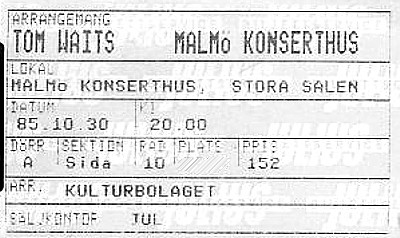 ARRANGEMANG
TOM WAITS MALMö KONSERTHUS
LOKAL
MALMö KONSERTHUS, STORA SALEN
DATUM KL
85.10.30 20.00
DÖRR SEKTION RAD PLATS PRIS
A Sida 10 152
ARR. KULTURBOLAGET
SÄLJKONTOR JUL